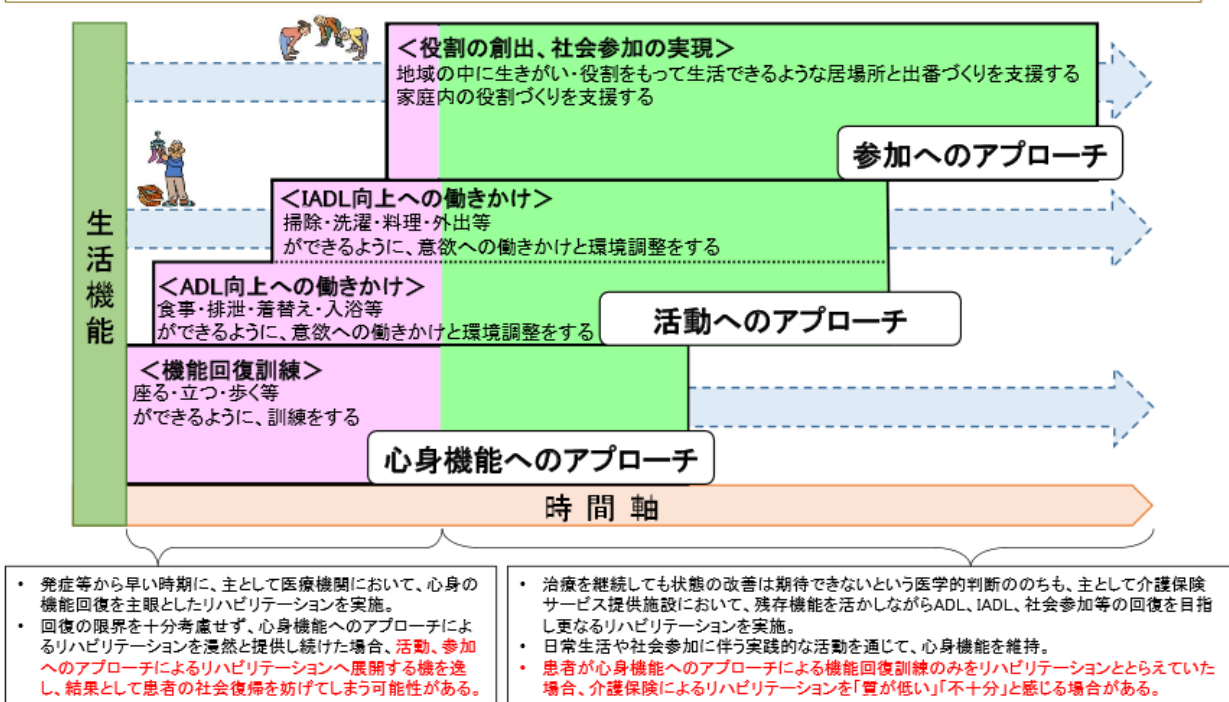 <役割の創出、社会参加の実現>
地域の中に生きがい・役割をもって生活できるような居場所と出番づくりを支援する
家庭内の役割づくりを支援する
参加へのアプローチ
<IADL向上への働きかけ>
掃除・洗濯・料理・外出等
ができるように、意欲への働きかけと環境調整をする
<ADL向上への働きかけ>
食事・排泄・着替え・入浴等
ができるように、意欲への働きかけと環境調整をする
活動へのアプローチ
<機能回復訓練>
座る・立つ・歩く等
ができるように、訓練をする
心身機能へのアプローチ
生活機能
時間軸
• 発症等から早い時期に、主として医療機関において、心身の
機能回復を主眼としたリハビリテーションを実施。
• 回復の限界を十分考慮せず、心身機能へのアプローチによ
るリハビリテーションを漫然と提供し続けた場合、活動、参加
へのアプローチによるリハビリテーションへ展開する機を逸
し、結果として患者の社会復帰を妨げてしまう可能性がある。
• 治療を継続しても状態の改善は期待できないという医学的判断ののちも、主として介護保険
サービス提供施設において、残存機能を活かしながらADL、IADL、社会参加等の回復を目指
し更なるリハビリテーションを実施。
• 日常生活や社会参加に伴う実践的な活動を通じて、心身機能を維持。
• 患者が心身機能へのアプローチによる機能回復訓練のみをリハビリテーションととらえていた
場合、介護保険によるリハビリテーションを「質が低い」「不十分」と感じる場合がある。